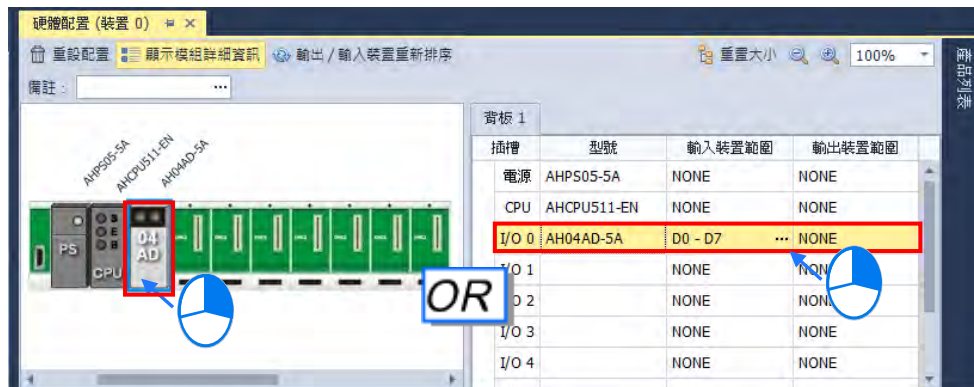 硬體配置 (裝置 0)
重設配置 顯示模組詳細資訊 輸出 / 輸入裝置重新排序 重置大小 100%
備註 :
產品列表
背板 1
插槽 型號 輸入裝置範圍 輸出裝置範圍
電源 AHPS05-5A NONE NONE
CPU AHCPU511-EN NONE NONE
I/O 0 AH04AD-5A D0 - D7 ... NONE
I/O 1 NONE
2 NONE NONE
I/O 3 NONE NONE
I/O 4 NONE NONE
AHPS05-5A
AHCPU511-EN
AH04AD-5A
PS
CPU
04
AD
OR